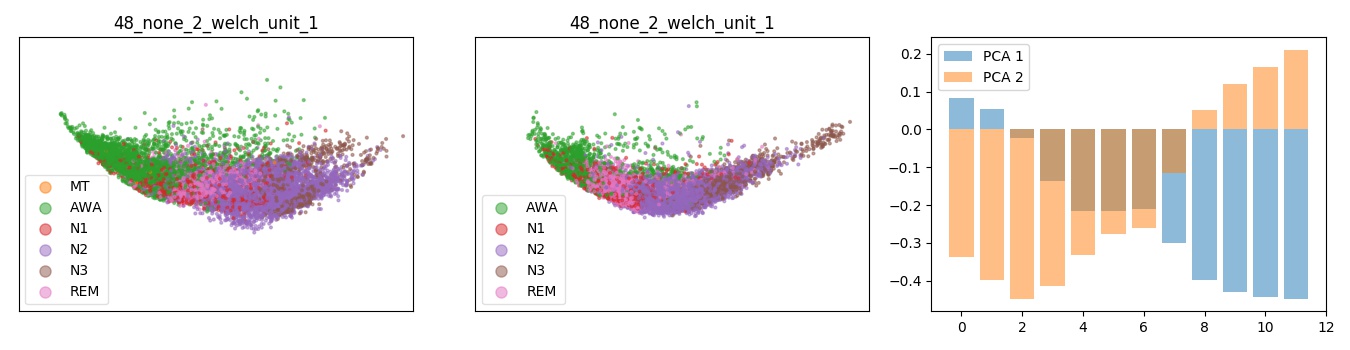 48_none_2_welch_unit_1
MT
AWA
N1
N2
N3
REM
48_none_2_welch_unit_1
AWA
N1
N2
N3
REM
PCA 1
PCA 2
0.2
0.1
0.0
−0.1
−0.2
−0.3
−0.4
0 2 4 6 8 10 12